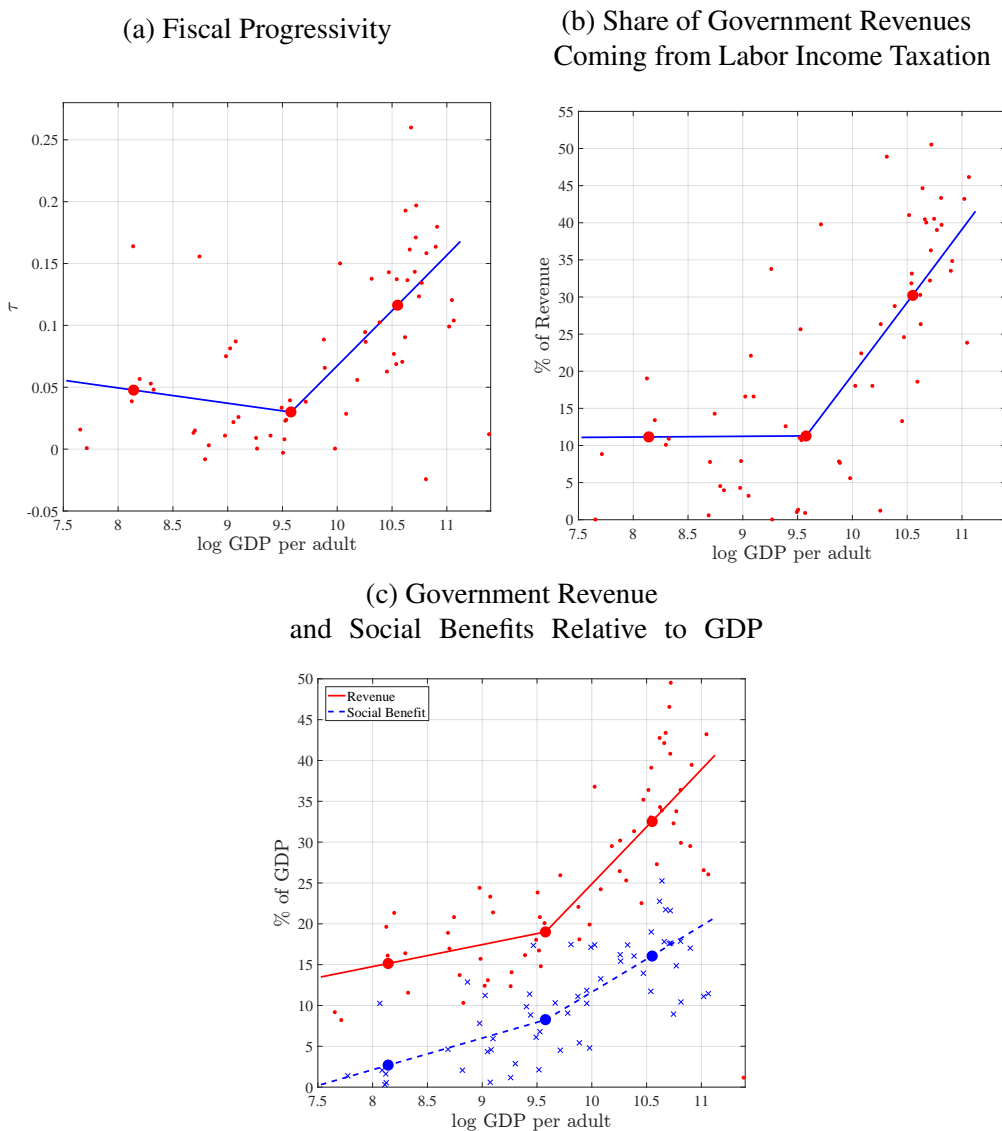 (a) Fiscal Progressivity
0.25
0.2
0.15
0.1
0.05
0
-0.05
τ
7.5 8 8.5 9 9.5 10 10.5 11
log GDP per adult
(b) Share of Government Revenues
Coming from Labor Income Taxation
55
50
45
40
35
30
25
20
15
10
5
0
% of Revenue
7.5 8 8.5 9 9.5 10 10.5 11
log GDP per adult
(c) Government Revenue
and Social Benefits Relative to GDP
50
45
40
35
30
25
20
15
10
5
0
% of GDP
Revenue
Social Benefit
7.5 8 8.5 9 9.5 10 10.5 11
log GDP per adult